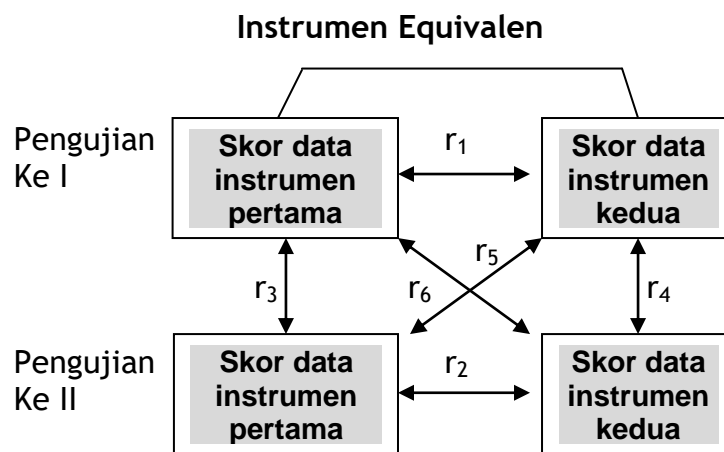 Instrumen Equivalen
Pengujian
Ke I
Skor data
instrumen
pertama
r1
Skor data
instrumen
kedua
r3
r6
r5
r4
Pengujian
Ke II
Skor data
instrumen
pertama
r2
Skor data
instrumen
kedua